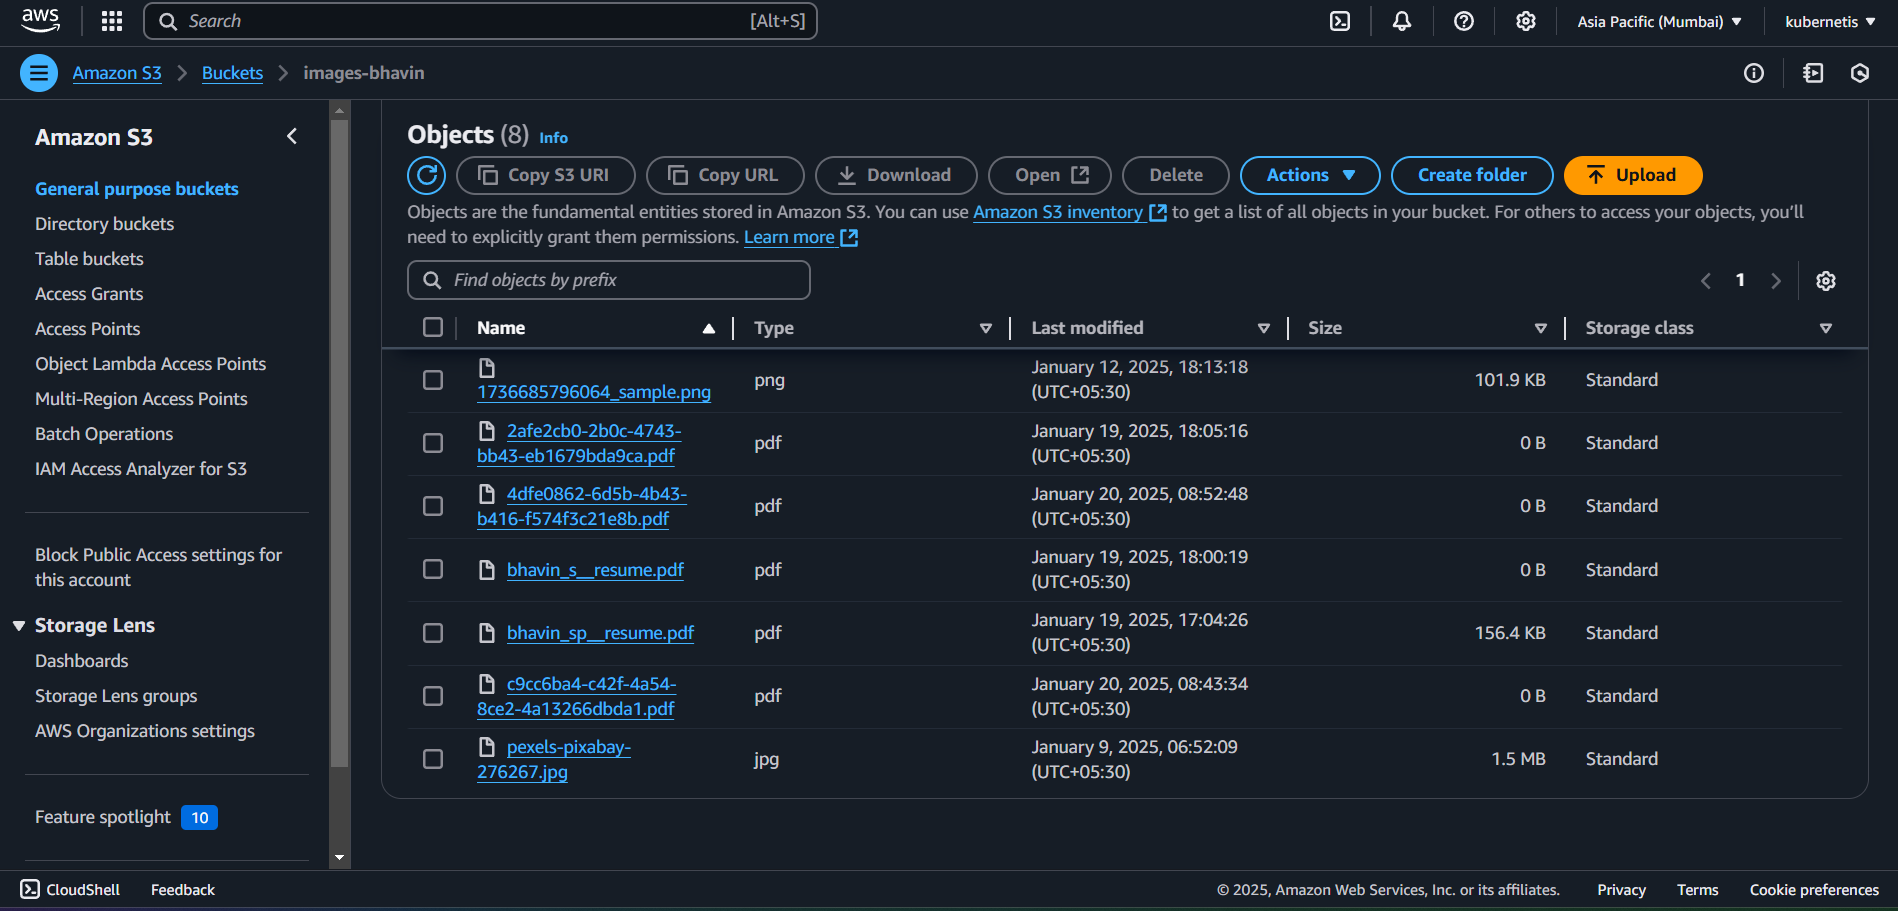 aws
Search [Alt+S]
Asia Pacific (Mumbai)
kubernetis
Amazon S3
Buckets
images-bhavin
Amazon S3
General purpose buckets
Directory buckets
Table buckets
Access Grants
Access Points
Object Lambda Access Points
Multi-Region Access Points
Batch Operations
IAM Access Analyzer for S3
Block Public Access settings for
this account
Storage Lens
Dashboards
Storage Lens groups
AWS Organizations settings
Feature spotlight 10
Objects (8) Info
Copy S3 URI
Copy URL
Download
Open
Delete
Actions
Create folder
Upload
Objects are the fundamental entities stored in Amazon S3. You can use Amazon S3 inventory to get a list of all objects in your bucket. For others to access your objects, you'll
need to explicitly grant them permissions. Learn more
Find objects by prefix
1
Name Type Last modified Size Storage class
1736685796064_sample.png
png
January 12, 2025, 18:13:18
(UTC+05:30)
101.9 KB
Standard
2afe2cb0-2b0c-4743-
bb43-eb1679bda9ca.pdf
pdf
January 19, 2025, 18:05:16
(UTC+05:30)
0 B
Standard
4dfe0862-6d5b-4b43-
b416-f574f3c21e8b.pdf
pdf
January 20, 2025, 08:52:48
(UTC+05:30)
0 B
Standard
bhavin_s__resume.pdf
pdf
January 19, 2025, 18:00:19
(UTC+05:30)
0 B
Standard
bhavin_sp__resume.pdf
pdf
January 19, 2025, 17:04:26
(UTC+05:30)
156.4 KB
Standard
c9cc6ba4-c42f-4a54-
8ce2-4a13266dbda1.pdf
pdf
January 20, 2025, 08:43:34
(UTC+05:30)
0 B
Standard
pexels-pixabay-
276267.jpg
jpg
January 9, 2025, 06:52:09
(UTC+05:30)
1.5 MB
Standard
CloudShell
Feedback
© 2025, Amazon Web Services, Inc. or its affiliates.
Privacy
Terms
Cookie preferences